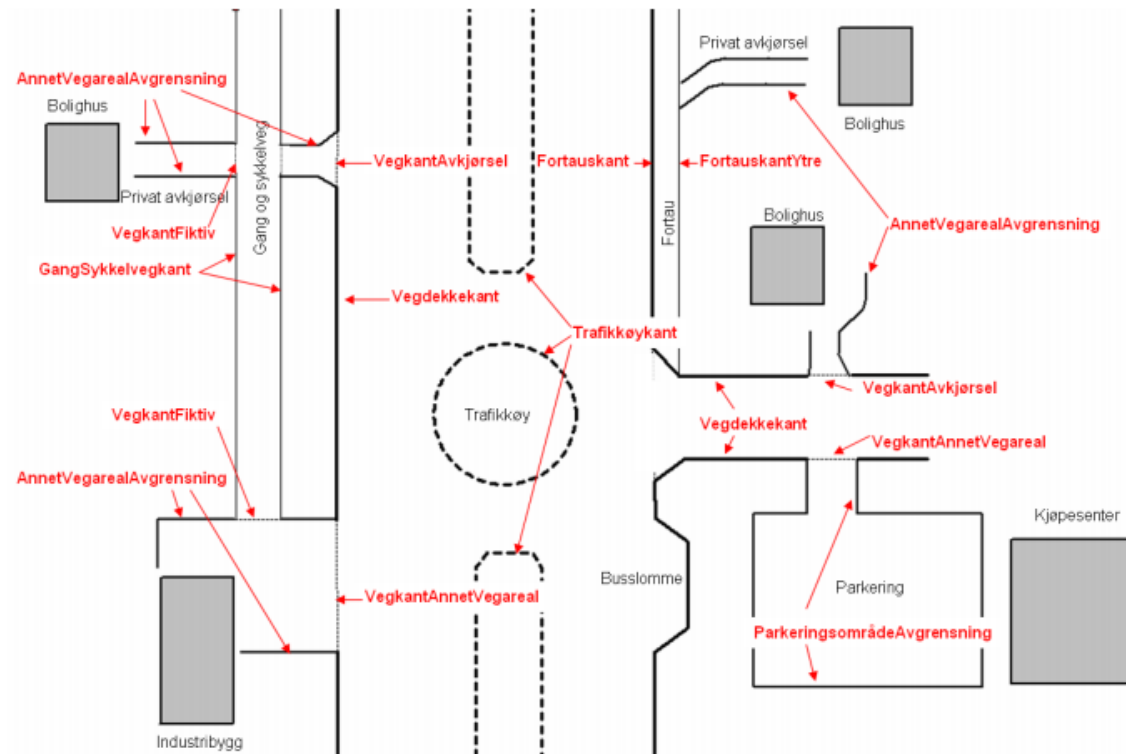 Privat avkjørsel
AnnetVegarealAvgrensning
Bolighus
Bolighus
Gang og sykkelveg
VegkantAvkjørsel
Fortauskant
FortauskantYtre
Privat avkjørsel
VegkantFiktiv
Fortau
Bolighus
AnnetVegarealAvgrensning
GangSykkelvegkant
Vegdekkekant
Trafikkøykant
VegkantAvkjørsel
VegkantFiktiv
Trafikkøy
Vegdekkekant
VegkantAnnetVegareal
AnnetVegarealAvgrensning
Kjøpesenter
Busslomme
Parkering
VegkantAnnetVegareal
ParkeringsområdeAvgrensning
Industribygg